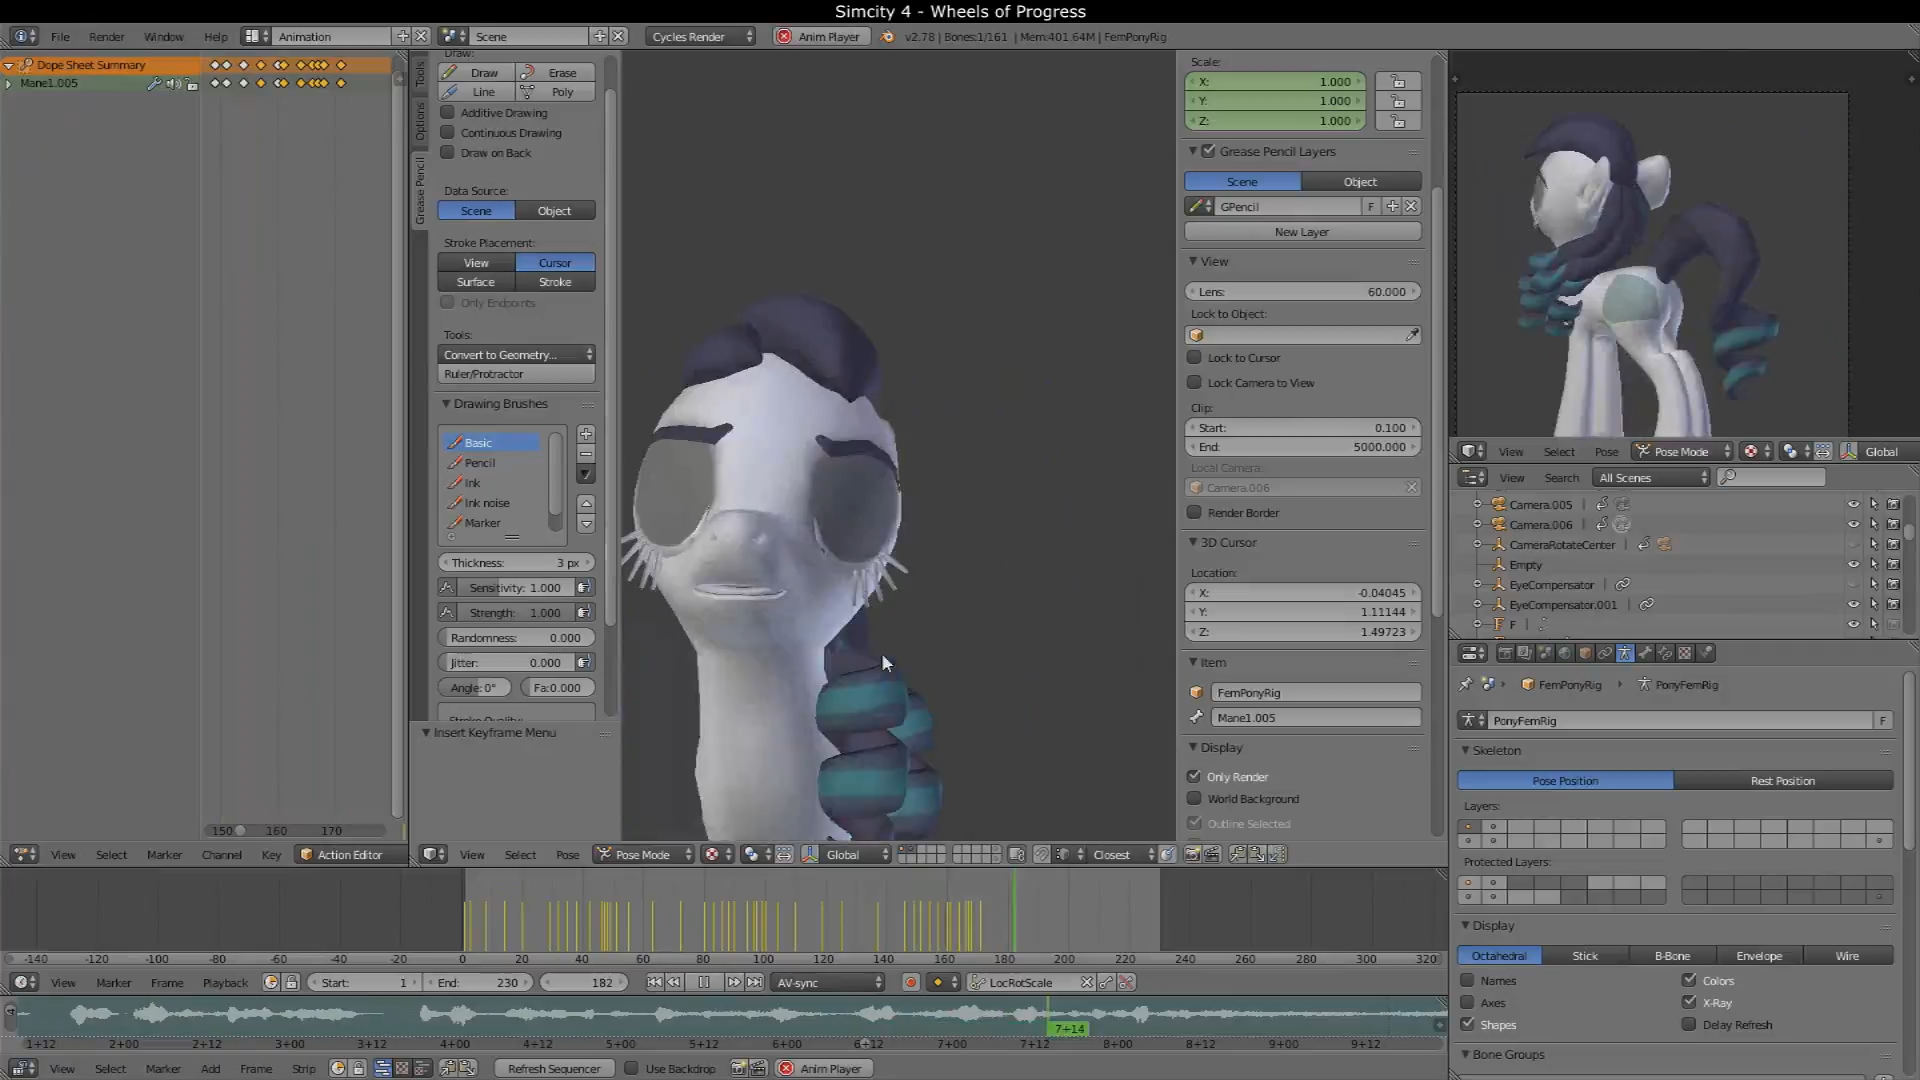 Simcity 4 - Wheels of Progress
File Render Window Help Animation Scene Cycles Render Anim Player v2.78 | Bones:1/161 | Mem:401.64M | FemPonyRig
Dope Sheet Summary
Mane1.005
150 160 170
View Select Marker Channel Key Action Editor
Tools
Options
Grease Pencil
Draw:
Draw Erase
Line Poly
Additive Drawing
Continuous Drawing
Draw on Back
Data Source:
Scene Object
Stroke Placement:
View Cursor
Surface Stroke
Only Endpoints
Tools:
Convert to Geometry...
Ruler/Protractor
Drawing Brushes
Basic
Pencil
Ink
Ink noise
Marker
Thickness: 3 px
Sensitivity: 1.000
Strength: 1.000
Randomness: 0.000
Jitter: 0.000
Angle: 0° Fa:0.000
Stroke Quality:
Insert Keyframe Menu
Scale:
X: 1.000
Y: 1.000
Z: 1.000
Grease Pencil Layers
Scene Object
GPencil F
New Layer
View
Lens: 60.000
Lock to Object:
Lock to Cursor
Lock Camera to View
Clip:
Start: 0.100
End: 5000.000
Local Camera:
Camera.006
Render Border
3D Cursor
Location:
X: -0.04045
Y: 1.11144
Z: 1.49723
Item
FemPonyRig
Mane1.005
Display
Only Render
World Background
Outline Selected
View Select Pose Pose Mode Global Closest
View Select Pose Pose Mode Global
View Search All Scenes
Camera.005
Camera.006
CameraRotateCenter
Empty
EyeCompensator
EyeCompensator.001
F
FemPonyRig PonyFemRig
PonyFemRig F
Skeleton
Pose Position Rest Position
Layers:
Protected Layers:
Display
Octahedral Stick B-Bone Envelope Wire
Names Colors
Axes X-Ray
Shapes Delay Refresh
Bone Groups
-140 -120 -100 -80 -60 -40 -20 0 20 40 60 80 100 120 140 160 180 200 220 240 260 280 300 320
View Marker Frame Playback Start: 1 End: 230 182 AV-sync LocRotScale
7+14
1+12 2+00 2+12 3+00 3+12 4+00 4+12 5+00 5+12 6+00 6+12 7+00 7+12 8+00 8+12 9+00 9+12
View Select Marker Add Frame Strip Refresh Sequencer Use Backdrop Anim Player